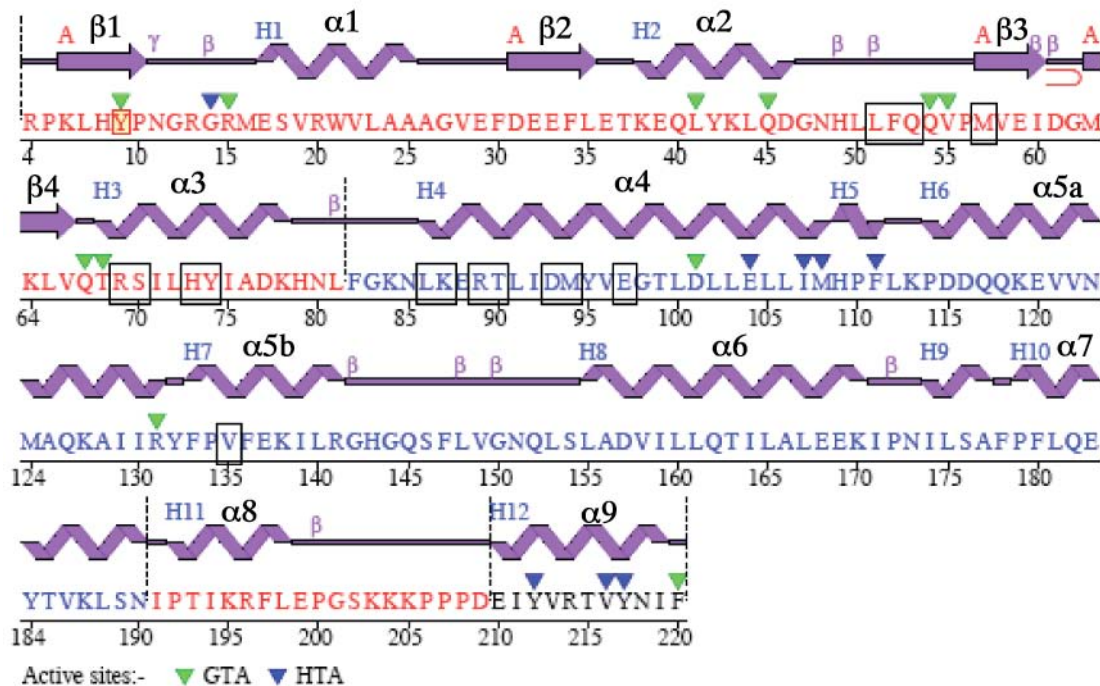 A β1 γ β H1 α1 A β2 H2 α2 β β A β3 β β A
RPKLHYPNGRGRMESVRWVLAAAGVEFDEEFLETKEQLYKLQDGNHLLFQQVPMVEIDGM
4 10 15 20 25 30 35 40 45 50 55 60
β4 H3 α3 β H4 α4 H5 H6 α5a
KLVQTRSILHYIADKHNLFGKNLKERTLIDMYVEGTLDLLELLIMHPFLKPDDQQKEVVN
64 70 75 80 85 90 95 100 105 110 115 120
H7 α5b β β β H8 α6 β H9 H10 α7
MAQKAIIRYFPVFEKILRGHGQSFLVGNQLSLADVILLQTILALEEKIPNILSAFPFLQE
124 130 135 140 145 150 155 160 165 170 175 180
H11 α8 β H12 α9
YTVKLSNIPTIKRFLEPGSKKKPPPDEIYVRTVYNIF
184 190 195 200 205 210 215 220
Active sites:- GTA HTA